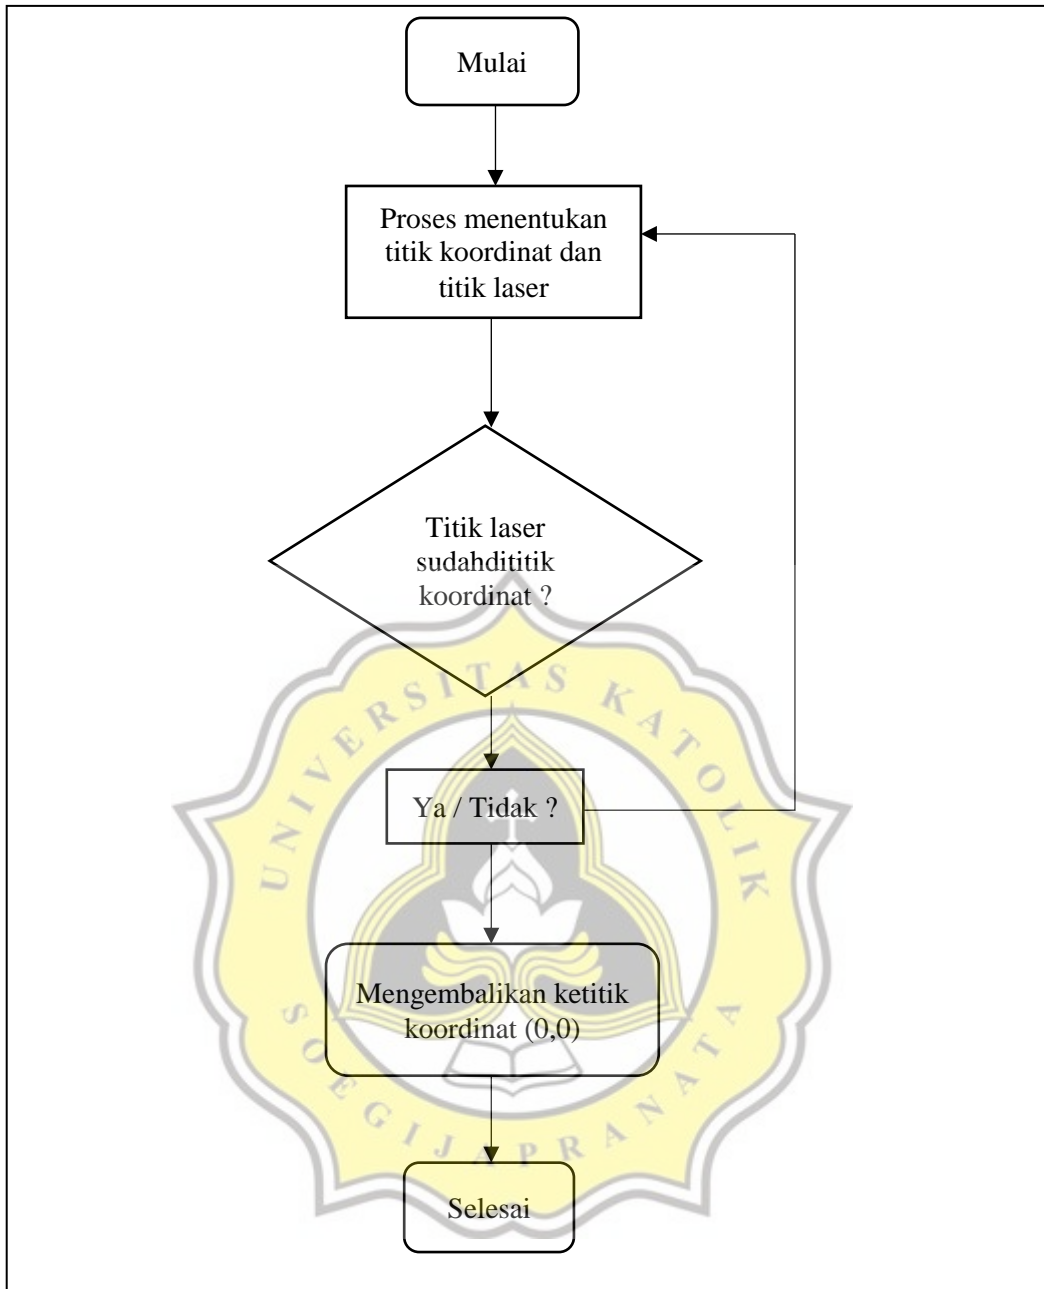 Mulai
Proses menentukan
titik koordinat dan
titik laser
Titik laser
sudahdititik
koordinat ?
UNIVERSITAS KATOLIK
Ya / Tidak ?
Mengembalikan ketitik
koordinat (0,0)
SOEGIJAPRANATA
Selesai